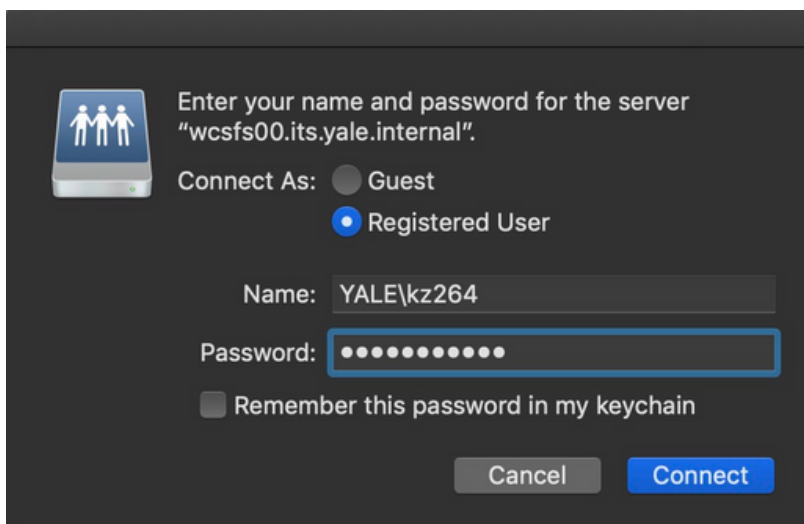 Enter your name and password for the server
“wcsfs00.its.yale.internal”.
Connect As: Guest
Registered User
Name: YALE\kz264
Password: •••••••••••
Remember this password in my keychain
Cancel Connect